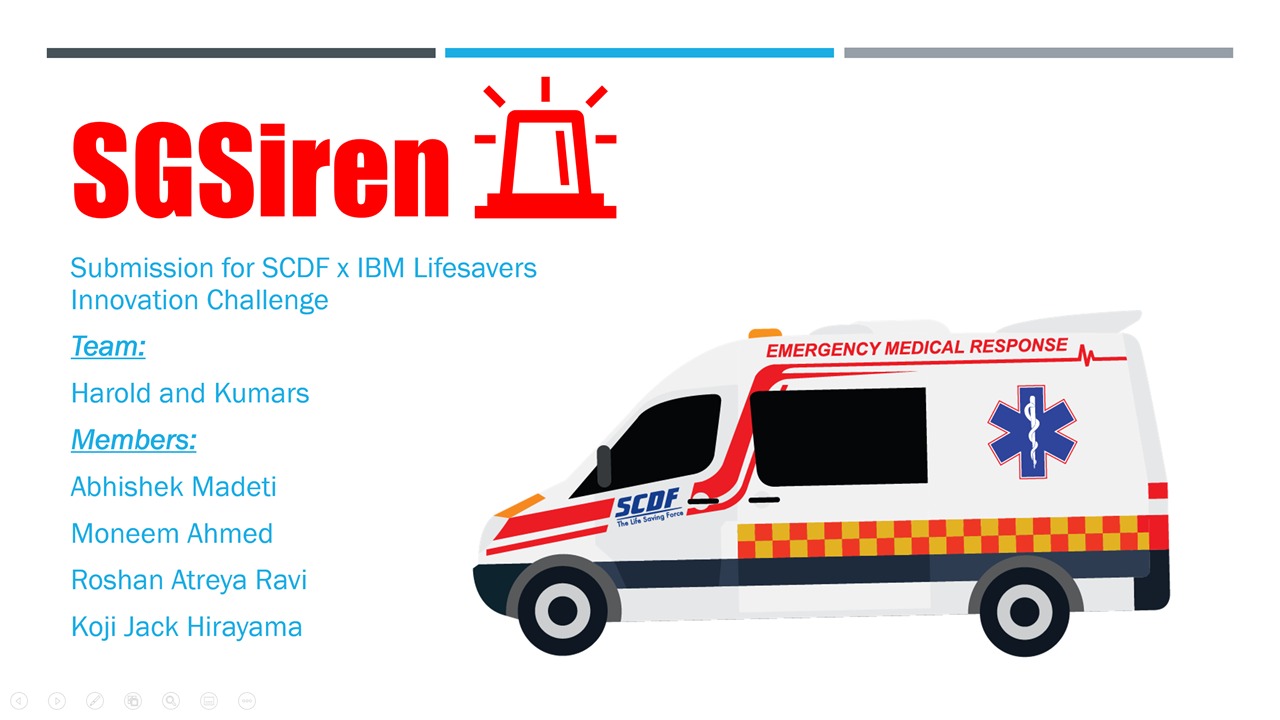 SGSiren
Submission for SCDF x IBM Lifesavers
Innovation Challenge
Team:
Harold and Kumars
Members:
Abhishek Madeti
Moneem Ahmed
Roshan Atreya Ravi
Koji Jack Hirayama
EMERGENCY MEDICAL RESPONSE
SCDF
The Life Saving Force